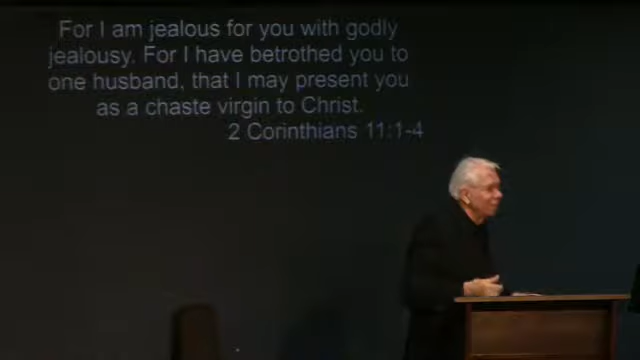 For I am jealous for you with godly
jealousy. For I have betrothed you to
one husband, that I may present you
as a chaste virgin to Christ.
2 Corinthians 11:1-4